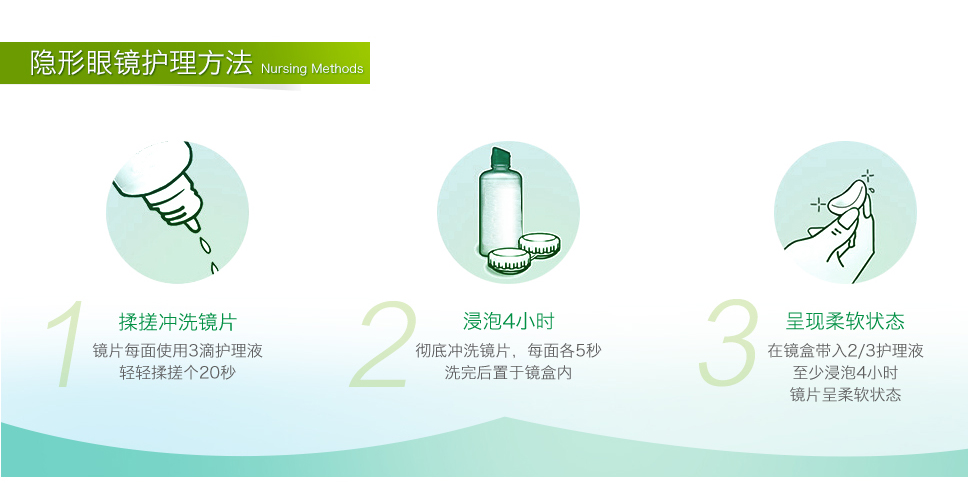 隐形眼镜护理方法 Nursing Methods
1
揉搓冲洗镜片
镜片每面使用3滴护理液
轻轻揉搓个20秒
2
浸泡4小时
彻底冲洗镜片，每面各5秒
洗完后置于镜盒内
3
呈现柔软状态
在镜盒带入2/3护理液
至少浸泡4小时
镜片呈柔软状态